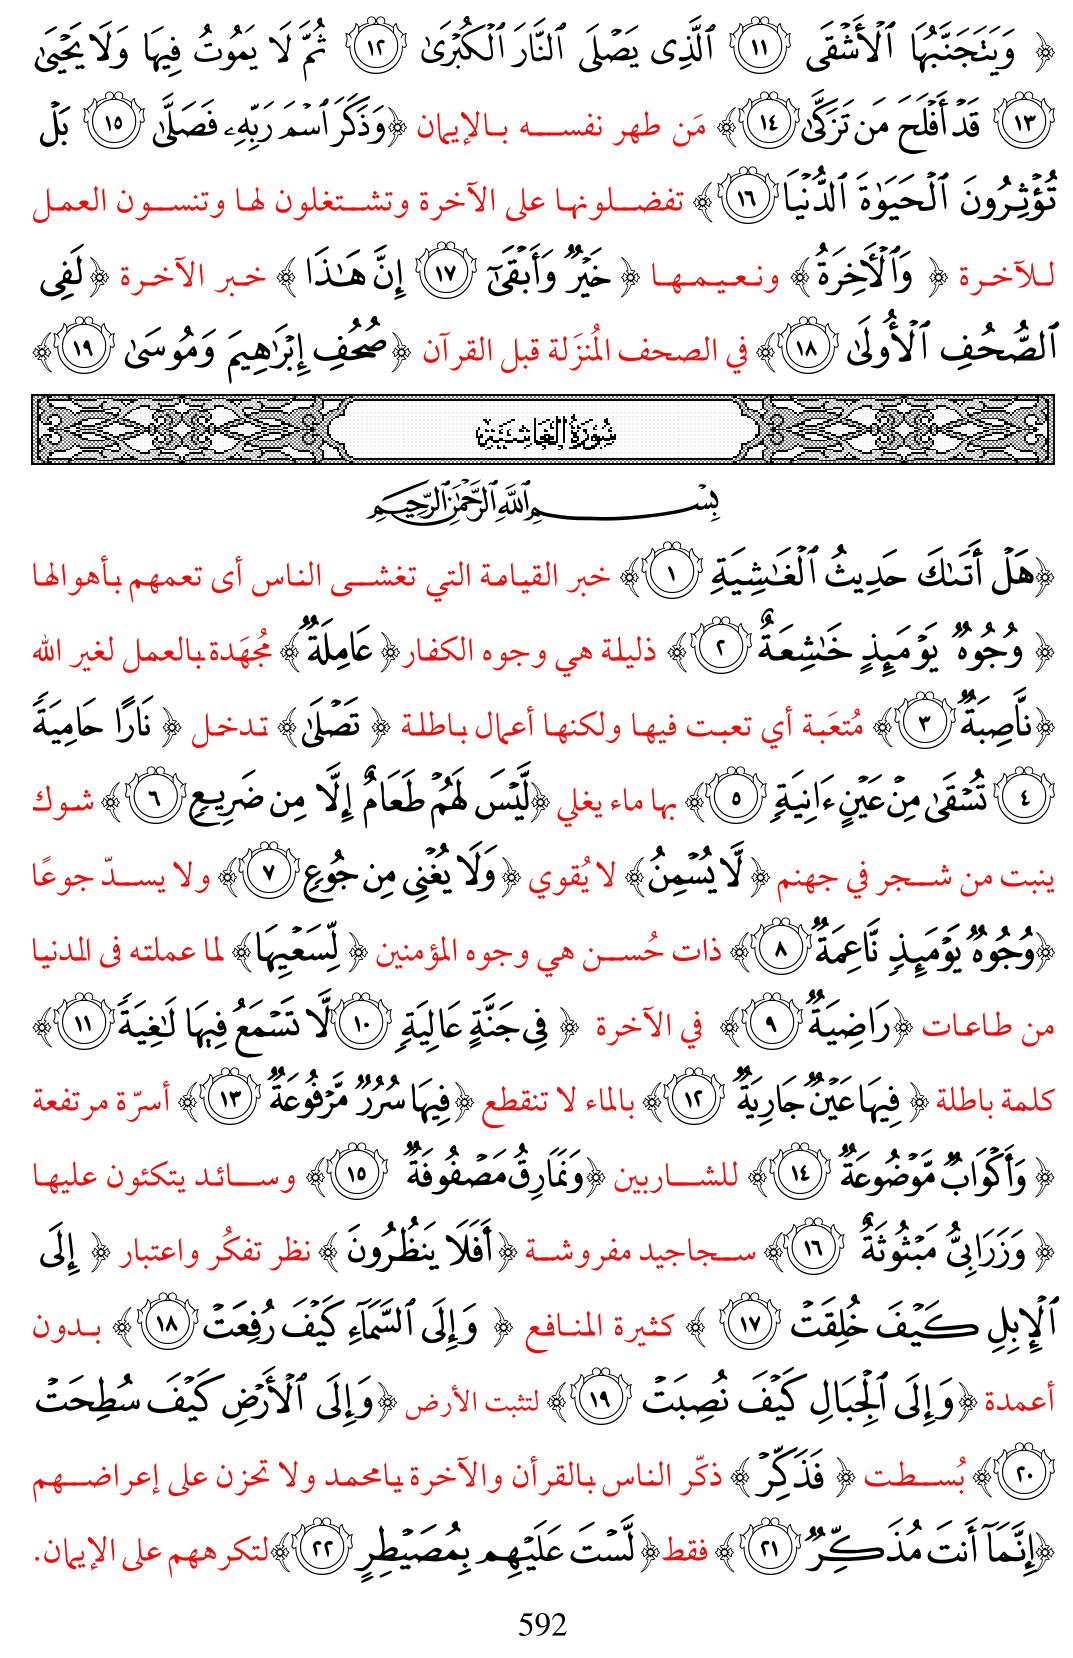 ﴿ وَيَتَجَنَّبُهَا ٱلْأَشْقَى ١١ ٱلَّذِى يَصْلَى ٱلنَّارَ ٱلْكُبْرَىٰ ١٢ ثُمَّ لَا يَمُوتُ فِيهَا وَلَا يَحْيَىٰ
١٣ قَدْ أَفْلَحَ مَن تَزَكَّىٰ ١٤﴾ مَن طهر نفسه بالإيمان ﴿وَذَكَرَ ٱسْمَ رَبِّهِۦ فَصَلَّىٰ ١٥ بَلْ
تُؤْثِرُونَ ٱلْحَيَوٰةَ ٱلدُّنْيَا ١٦﴾ تفضلونها على الآخرة وتشتغلون لها وتنسون العمل
للآخرة ﴿ وَٱلْأَخِرَةُ﴾ ونعيمها ﴿ خَيْرٌ وَأَبْقَىٰٓ ١٧ إِنَّ هَـٰذَا ﴾ خبر الآخرة ﴿لَفِى
ٱلصُّحُفِ ٱلْأُولَىٰ ١٨﴾ في الصحف المُنزَلة قبل القرآن ﴿صُحُفِ إِبْرَٰهِيمَ وَمُوسَىٰ ١٩﴾
سُورَةُ الغَاشِيَةِ
بِسْمِ ٱللَّهِ ٱلرَّحْمَـٰنِ ٱلرَّحِيمِ
﴿هَلْ أَتَىٰكَ حَدِيثُ ٱلْغَـٰشِيَةِ ١﴾ خبر القيامة التي تغشى الناس أى تعمهم بأهوالها
﴿ وُجُوهٌ يَوْمَئِذٍ خَـٰشِعَةٌ ٢﴾ ذليلة هي وجوه الكفار﴿ عَامِلَةٌ﴾ مُجهَدة بالعمل لغير الله
﴿نَّاصِبَةٌ ٣﴾ مُتعَبة أي تعبت فيها ولكنها أعمال باطلة ﴿ تَصْلَىٰ﴾ تدخل ﴿ نَارًا حَامِيَةً
٤ تُسْقَىٰ مِنْ عَيْنٍ ءَانِيَةٍ ٥﴾ بها ماء يغلي ﴿لَّيْسَ لَهُمْ طَعَامٌ إِلَّا مِن ضَرِيعٍ ٦﴾ شوك
ينبت من شجر في جهنم ﴿لَّا يُسْمِنُ﴾ لا يُقوي ﴿وَلَا يُغْنِى مِن جُوعٍ ٧﴾ ولا يسدّ جوعًا
﴿وُجُوهٌ يَوْمَئِذٍ نَّاعِمَةٌ ٨﴾ ذات حُسن هي وجوه المؤمنين ﴿ لِّسَعْيِهَا﴾ لما عملته فى الدنيا
من طاعات ﴿رَاضِيَةٌ ٩﴾ في الآخرة ﴿ فِى جَنَّةٍ عَالِيَةٍ ١٠ لَّا تَسْمَعُ فِيهَا لَـٰغِيَةً ١١﴾
كلمة باطلة ﴿ فِيهَا عَيْنٌ جَارِيَةٌ ١٢﴾ بالماء لا تنقطع ﴿فِيهَا سُرُرٌ مَّرْفُوعَةٌ ١٣﴾ أسرّة مرتفعة
﴿ وَأَكْوَابٌ مَّوْضُوعَةٌ ١٤﴾ للشاربين ﴿وَنَمَارِقُ مَصْفُوفَةٌ ١٥﴾ وسائد يتكئون عليها
﴿ وَزَرَابِىُّ مَبْثُوثَةٌ ١٦﴾ سجاجيد مفروشة ﴿أَفَلَا يَنظُرُونَ ﴾ نظر تفكُر واعتبار ﴿ إِلَى
ٱلْإِبِلِ كَيْفَ خُلِقَتْ ١٧ ﴾ كثيرة المنافع ﴿ وَإِلَى ٱلسَّمَآءِ كَيْفَ رُفِعَتْ ١٨﴾ بدون
أعمدة ﴿وَإِلَى ٱلْجِبَالِ كَيْفَ نُصِبَتْ ١٩﴾ لتثبت الأرض ﴿وَإِلَى ٱلْأَرْضِ كَيْفَ سُطِحَتْ
٢٠﴾ بُسطت ﴿ فَذَكِّرْ ﴾ ذكّر الناس بالقرأن والآخرة يامحمد ولا تحزن على إعراضهم
﴿إِنَّمَآ أَنتَ مُذَكِّرٌ ٢١﴾ فقط ﴿لَّسْتَ عَلَيْهِم بِمُصَيْطِرٍ ٢٢﴾ لتكرههم على الإيمان.
592